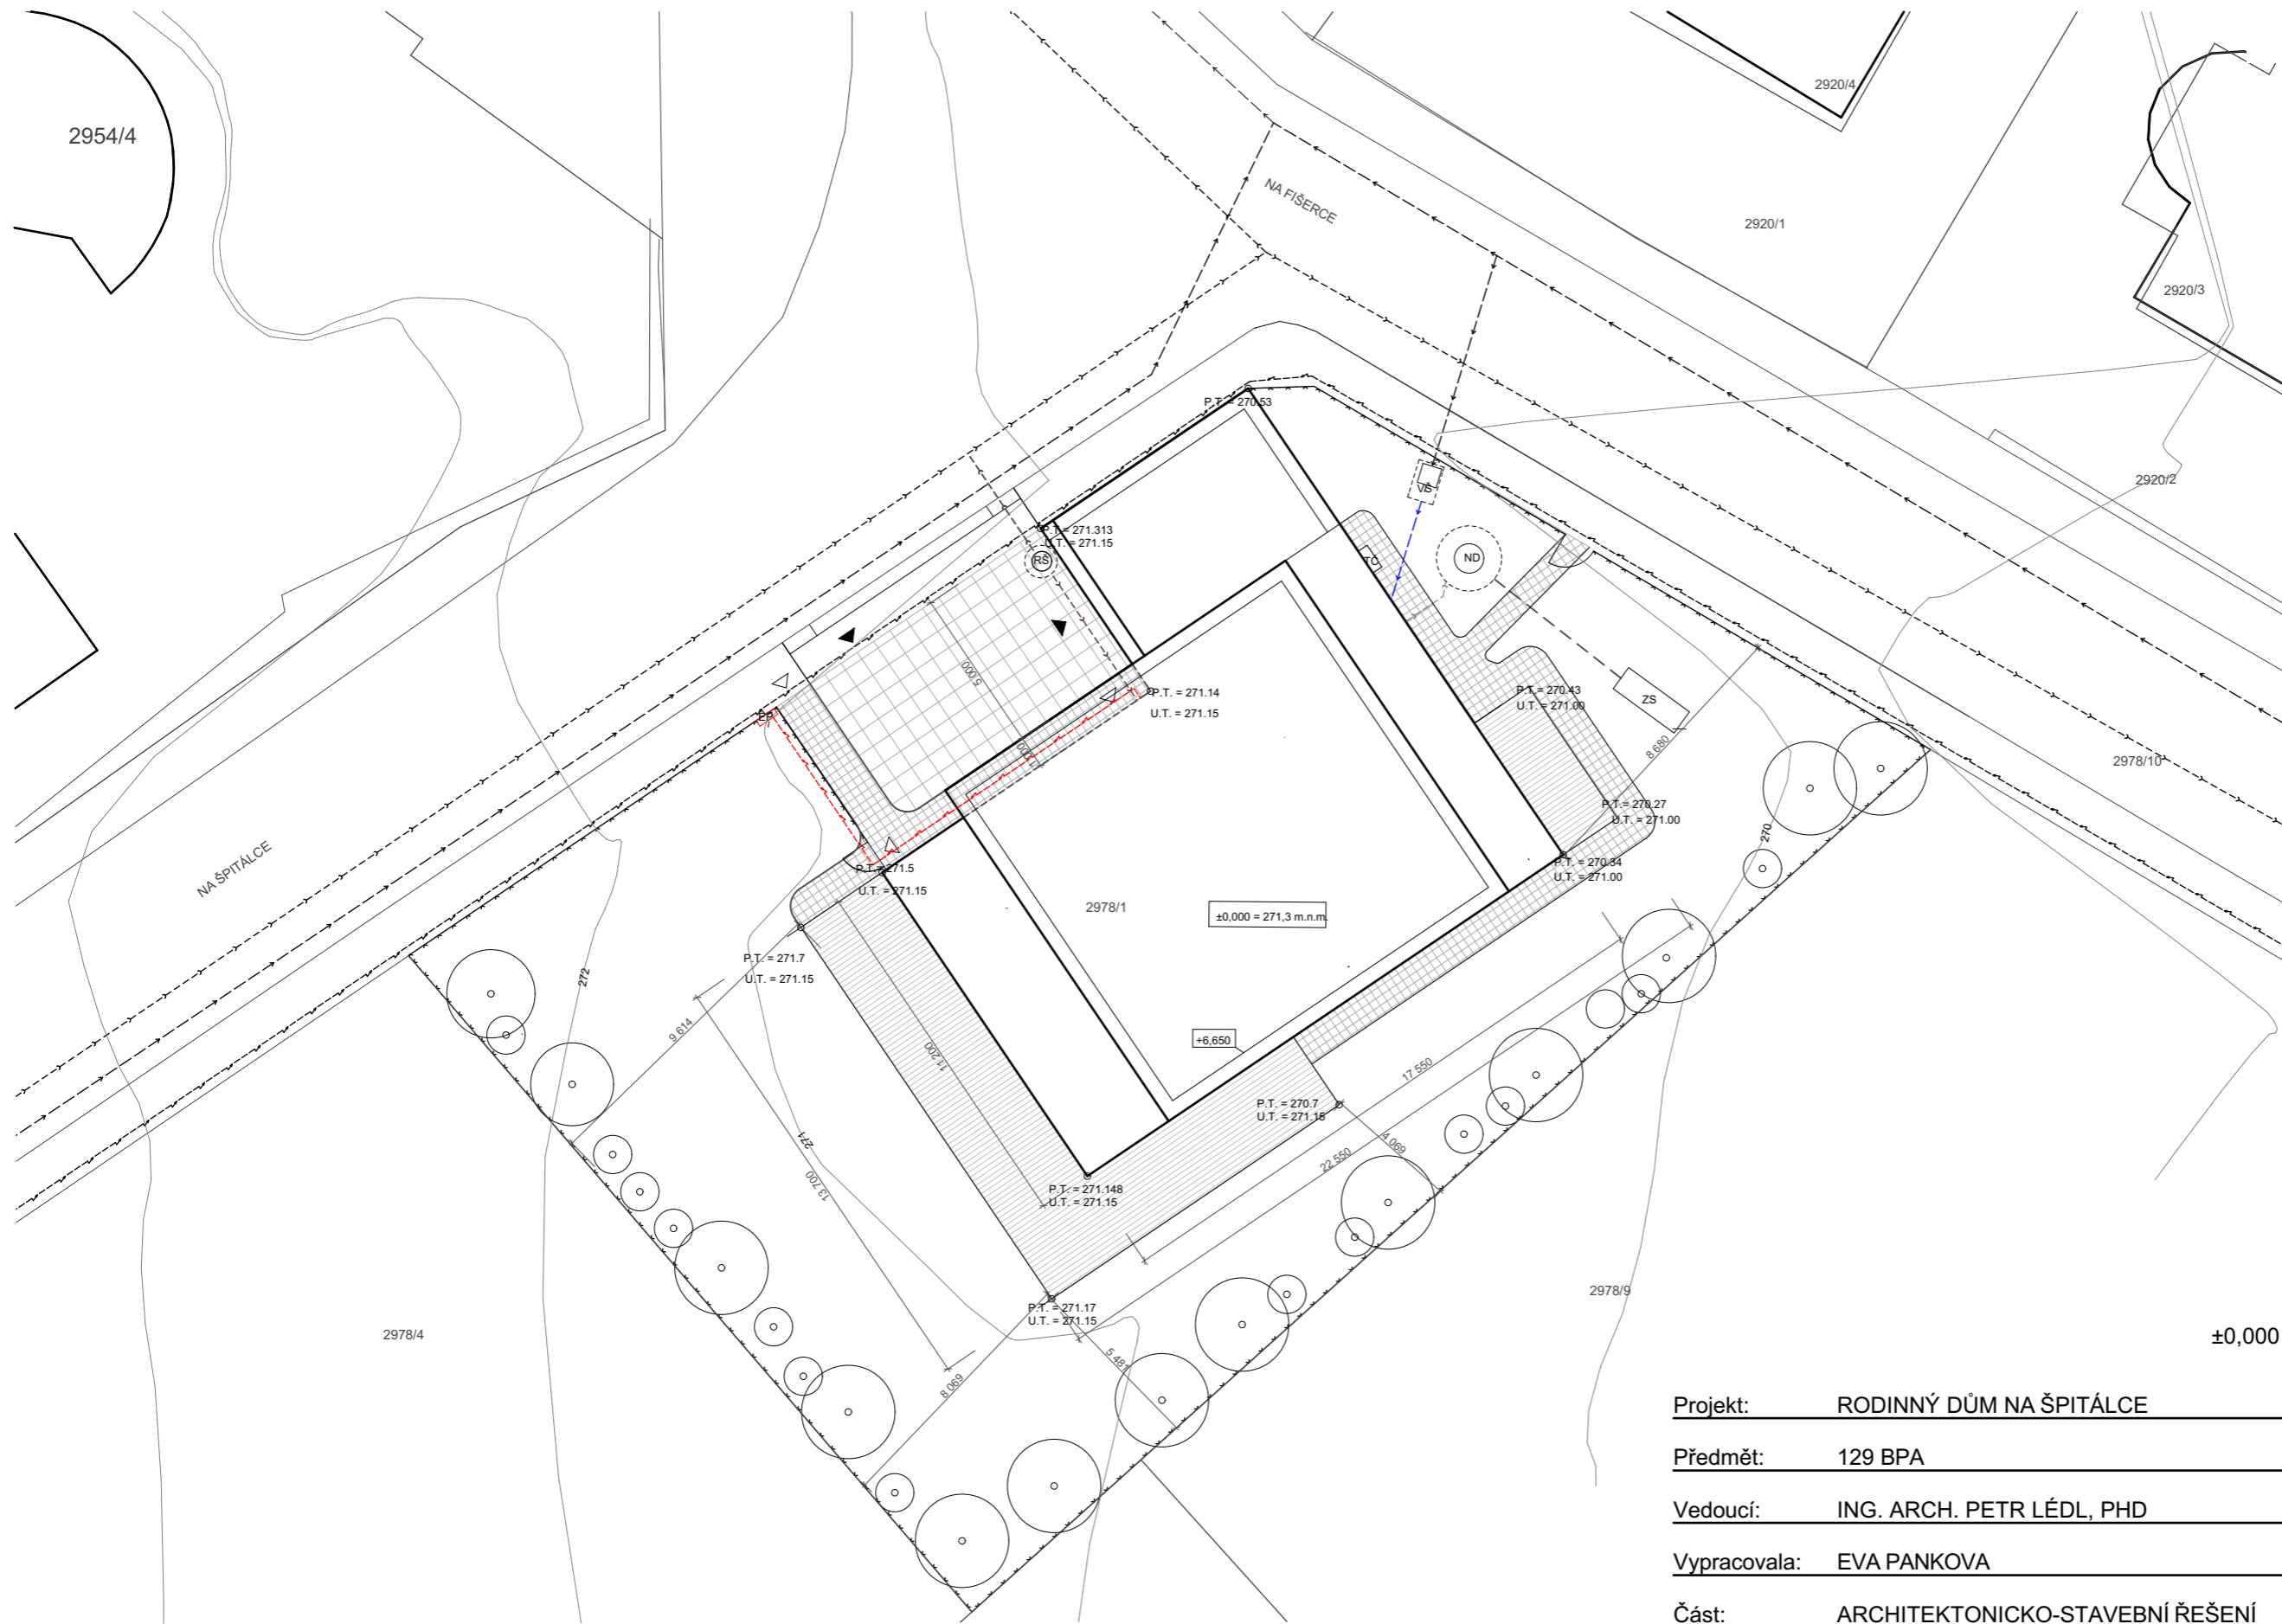 2954/4
2920/4
NA FIŠERCE
2920/1
2920/3
P.T. = 270.53
2920/2
VŠ
P.T. = 271.313
U.T. = 271.15
RŠ
TČ
ND
5 000
P.T. = 271.14
U.T. = 271.15
P.T. = 270.43
U.T. = 271.00
ZS
8 680
2978/10
P.T. = 270.27
U.T. = 271.00
270
NA ŠPITÁLCE
P.T. = 271.5
U.T. = 271.15
P.T. = 270.34
U.T. = 271.00
2978/1
±0,000 = 271,3 m.n.m.
P.T. = 271.7
U.T. = 271.15
272
9 614
11 200
+6,650
17 550
P.T. = 270.7
U.T. = 271.15
4 069
271
13 700
22 550
P.T. = 271.148
U.T. = 271.15
2978/9
P.T. = 271.17
U.T. = 271.15
2978/4
±0,000
5 481
8 069
Projekt: RODINNÝ DŮM NA ŠPITÁLCE
Předmět: 129 BPA
Vedoucí: ING. ARCH. PETR LÉDL, PHD
Vypracovala: EVA PANKOVA
Část: ARCHITEKTONICKO-STAVEBNÍ ŘEŠENÍ